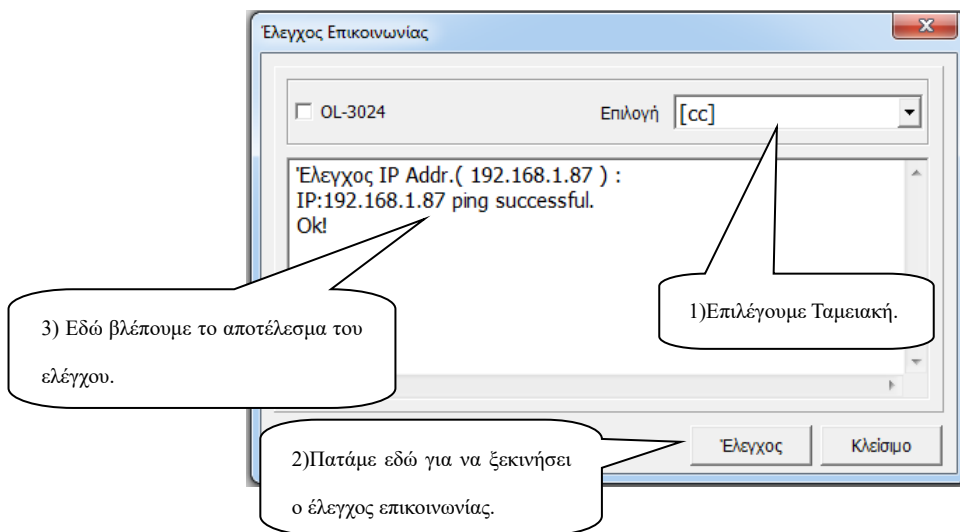 Έλεγχος Επικοινωνίας
OL-3024
Επιλογή
[cc]
Έλεγχος IP Addr.( 192.168.1.87 ) :
IP:192.168.1.87 ping successful.
Ok!
1)Επιλέγουμε Ταμειακή.
3) Εδώ βλέπουμε το αποτέλεσμα του
ελέγχου.
Έλεγχος
Κλείσιμο
2)Πατάμε εδώ για να ξεκινήσει
ο έλεγχος επικοινωνίας.